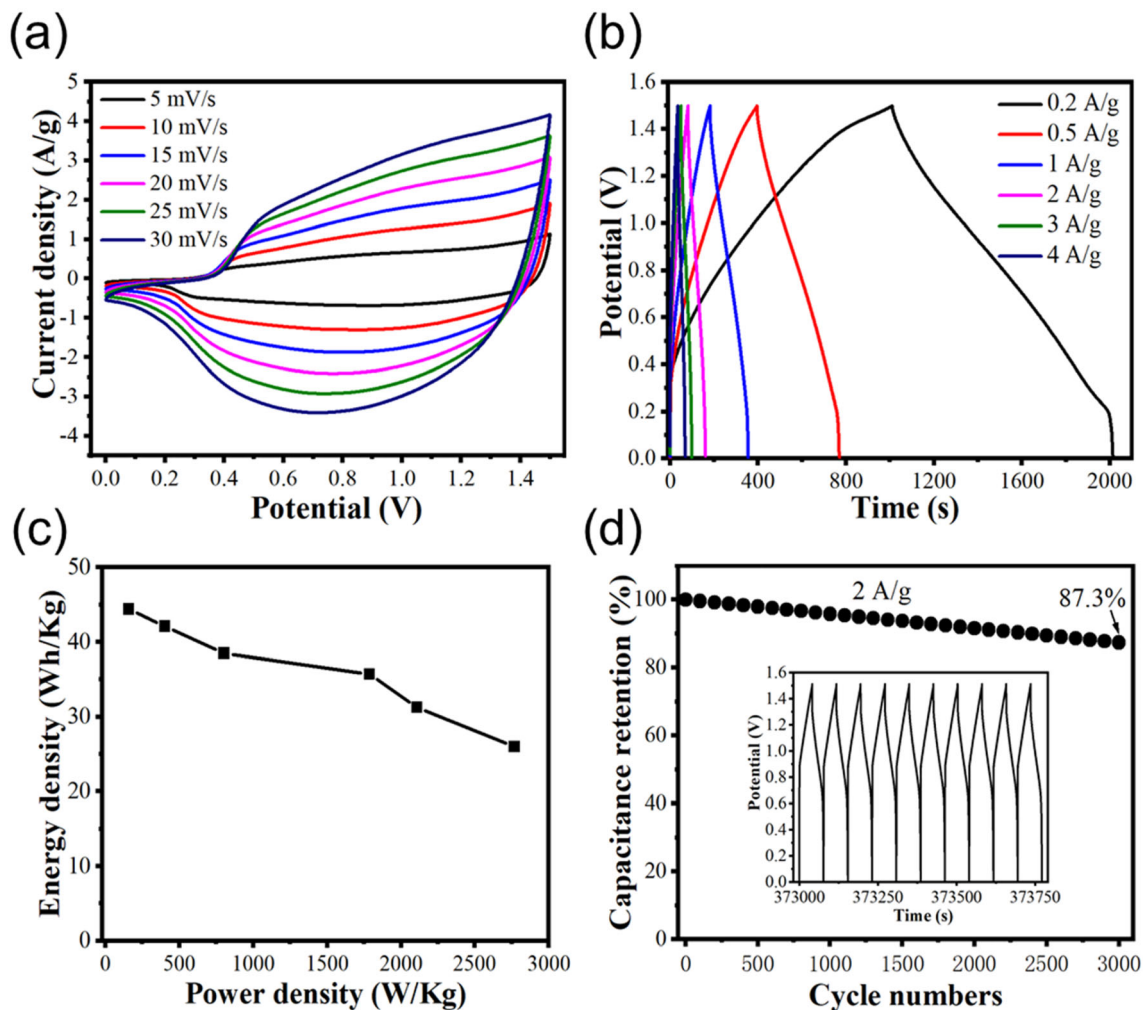 (a)
5 mV/s
10 mV/s
15 mV/s
20 mV/s
25 mV/s
30 mV/s
Current density (A/g)
5
4
3
2
1
0
-1
-2
-3
-4
0.0 0.2 0.4 0.6 0.8 1.0 1.2 1.4
Potential (V)
(b)
0.2 A/g
0.5 A/g
1 A/g
2 A/g
3 A/g
4 A/g
Potential (V)
1.6
1.4
1.2
1.0
0.8
0.6
0.4
0.2
0.0
0 400 800 1200 1600 2000
Time (s)
(c)
Energy density (Wh/Kg)
50
40
30
20
10
0
0 500 1000 1500 2000 2500 3000
Power density (W/Kg)
(d)
2 A/g
87.3%
Capacitance retention (%)
100
80
60
40
20
0
Potential (V)
1.6
1.4
1.2
1.0
0.8
0.6
0.4
0.2
0.0
373000 373250 373500 373750
Time (s)
0 500 1000 1500 2000 2500 3000
Cycle numbers